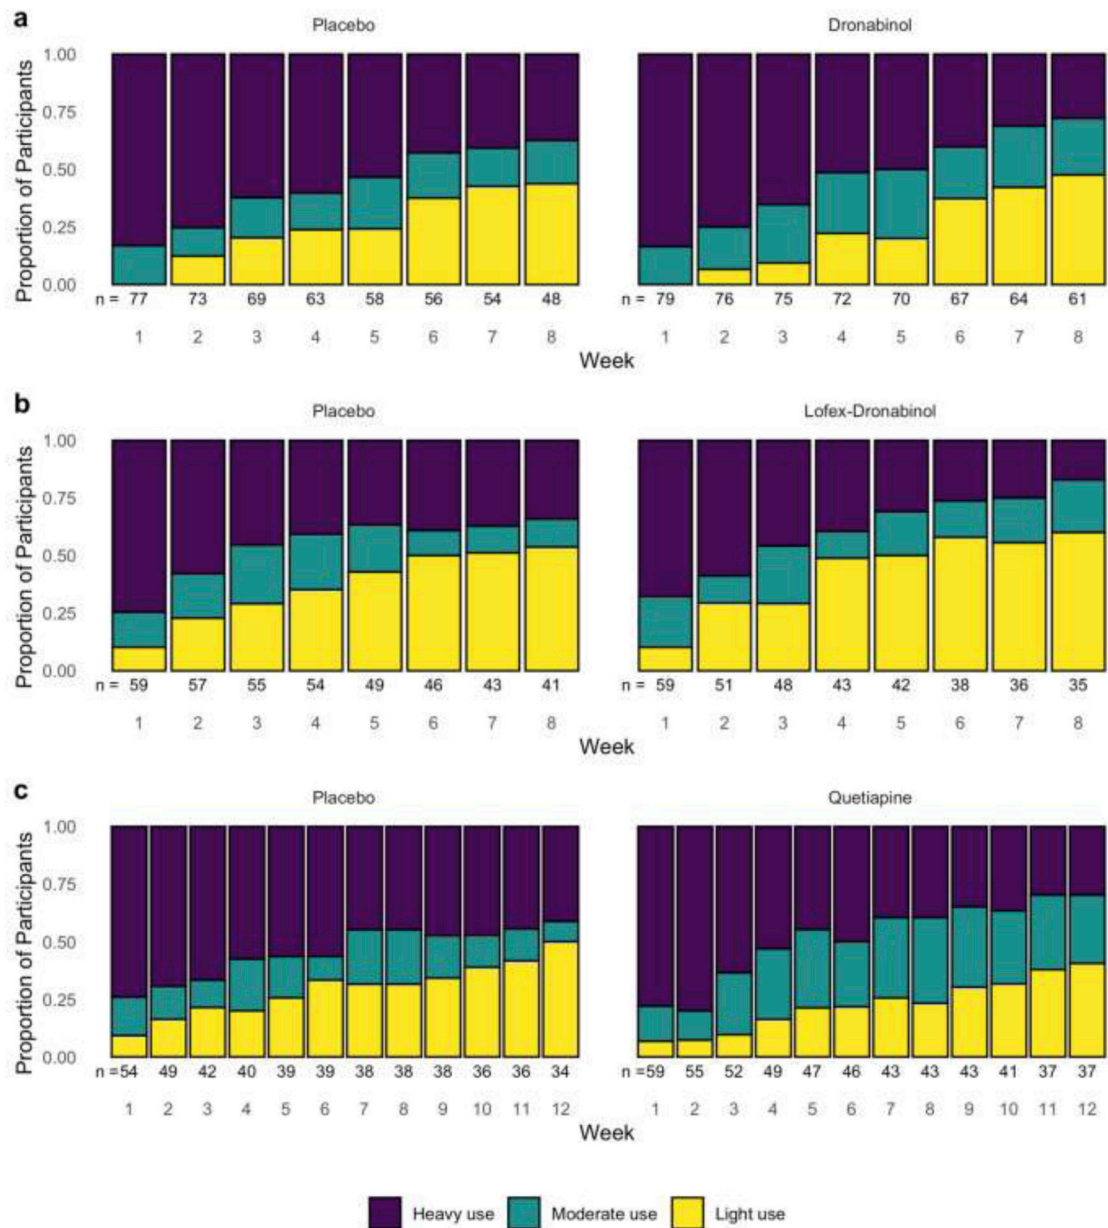 a
Placebo Dronabinol
Proportion of Participants
1.00
0.75
0.50
0.25
0.00
n = 77 73 69 63 58 56 54 48 n = 79 76 75 72 70 67 64 61
1 2 3 4 5 6 7 8 1 2 3 4 5 6 7 8
Week
b
Placebo Lofex-Dronabinol
Proportion of Participants
1.00
0.75
0.50
0.25
0.00
n = 59 57 55 54 49 46 43 41 n = 59 51 48 43 42 38 36 35
1 2 3 4 5 6 7 8 1 2 3 4 5 6 7 8
Week
c
Placebo Quetiapine
Proportion of Participants
1.00
0.75
0.50
0.25
0.00
n = 54 49 42 40 39 39 38 38 38 36 36 34 n = 59 55 52 49 47 46 43 43 43 41 37 37
1 2 3 4 5 6 7 8 9 10 11 12 1 2 3 4 5 6 7 8 9 10 11 12
Week
Heavy use Moderate use Light use